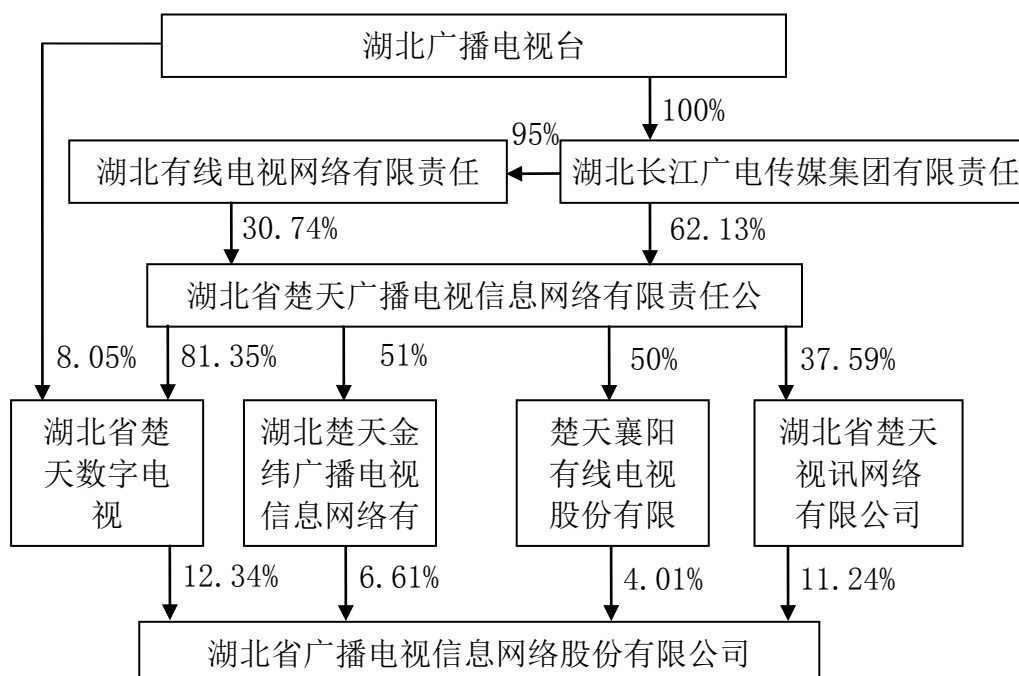 湖北广播电视台
100%
95%
湖北有线电视网络有限责任
湖北长江广电传媒集团有限责任
30.74%
62.13%
湖北省楚天广播电视信息网络有限责任公
8.05%
81.35%
51%
50%
37.59%
湖北省楚
天数字电
视
湖北楚天金
纬广播电视
信息网络有
楚天襄阳
有线电视
股份有限
湖北省楚天
视讯网络
有限公司
12.34%
6.61%
4.01%
11.24%
湖北省广播电视信息网络股份有限公司